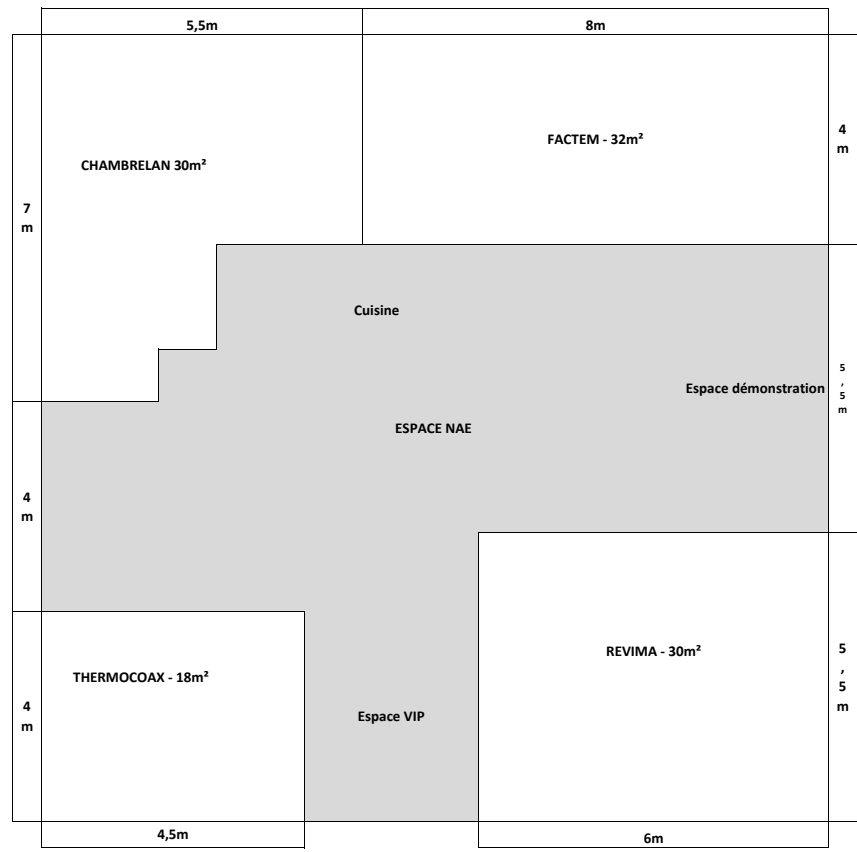 5,5m
8m
4
m
FACTEM - 32m²
CHAMBRELAN 30m²
7
m
Cuisine
5
,
5
m
Espace démonstration
ESPACE NAE
4
m
REVIMA - 30m²
5
,
5
m
THERMOCOAX - 18m²
4
m
Espace VIP
4,5m
6m